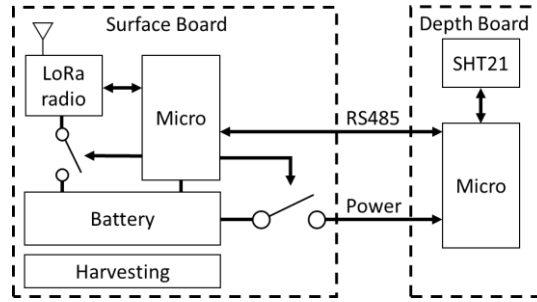 Surface Board
Depth Board
LoRa
radio
SHT21
Micro
RS485
Micro
Battery
Power
Harvesting